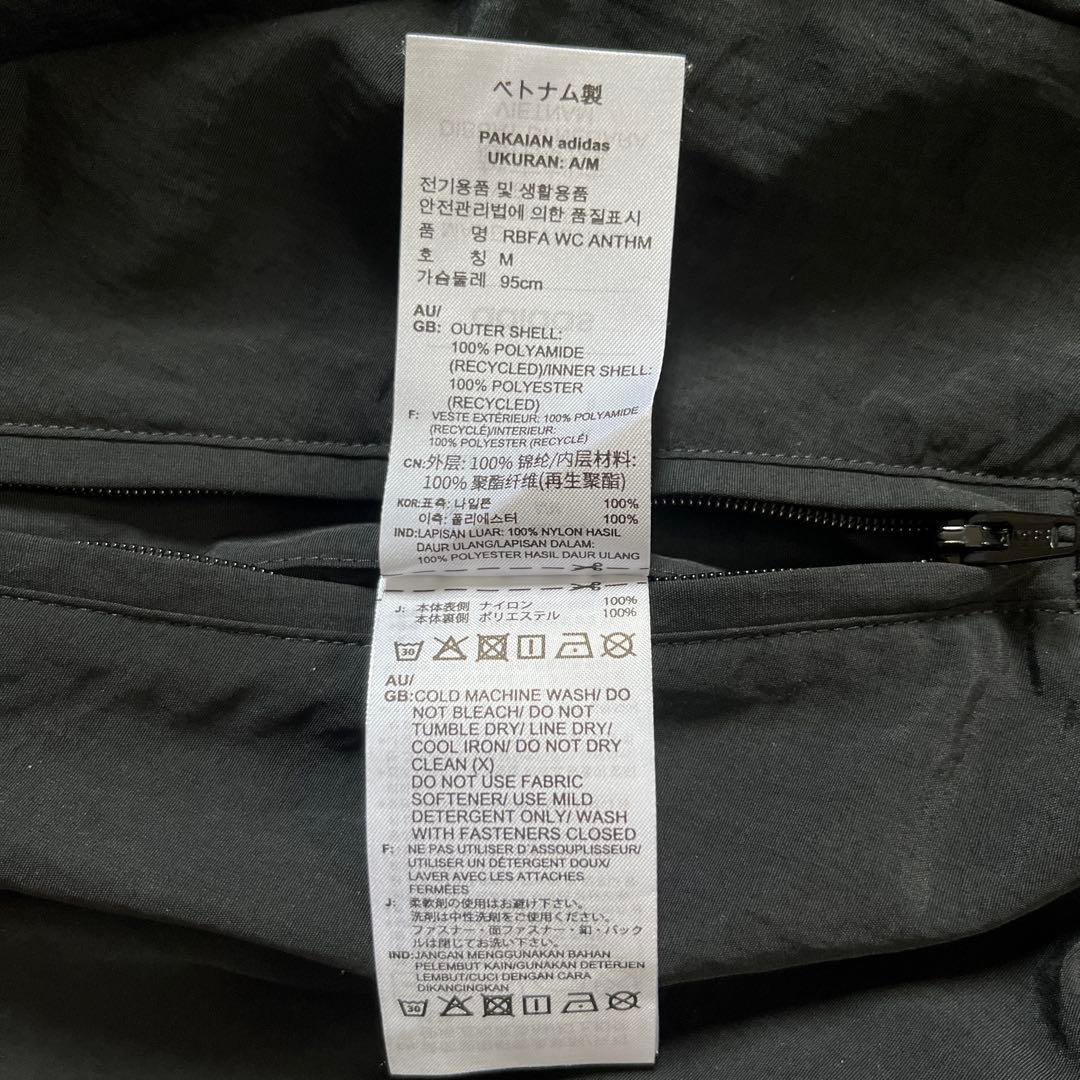 ベトナム製
PAKAIAN adidas
UKURAN: A/M
전기용품 및 생활용품
안전관리법에 의한 품질표시
품 명 RBFA WC ANTHM
호 칭 M
가슴둘레 95cm
AU/
GB: OUTER SHELL:
100% POLYAMIDE
(RECYCLED)/INNER SHELL:
100% POLYESTER
(RECYCLED)
F: VESTE EXTÉRIEUR: 100% POLYAMIDE
(RECYCLÉ)/INTERIEUR:
100% POLYESTER (RECYCLÉ)
CN:外层: 100% 锦纶/内层材料:
100% 聚酯纤维(再生聚酯)
KOR:표측: 나일론 100%
이측: 폴리에스터 100%
IND:LAPISAN LUAR: 100% NYLON HASIL
DAUR ULANG/LAPISAN DALAM:
100% POLYESTER HASIL DAUR ULANG
J: 本体表側 ナイロン 100%
本体裏側 ポリエステル 100%
30
AU/
GB:COLD MACHINE WASH/ DO
NOT BLEACH/ DO NOT
TUMBLE DRY/ LINE DRY/
COOL IRON/ DO NOT DRY
CLEAN (X)
DO NOT USE FABRIC
SOFTENER/ USE MILD
DETERGENT ONLY/ WASH
WITH FASTENERS CLOSED
F: NE PAS UTILISER D'ASSOUPLISSEUR/
UTILISER UN DÉTERGENT DOUX/
LAVER AVEC LES ATTACHES
FERMÉES
J: 柔軟剤の使用はお避け下さい。
洗剤は中性洗剤をご使用ください。
ファスナー・面ファスナー・釦・バック
ルは閉じてお洗い下さい。
IND:JANGAN MENGGUNAKAN BAHAN
PELEMBUT KAIN/GUNAKAN DETERJEN
LEMBUT/CUCI DENGAN CARA
DIKANCINGKAN
30